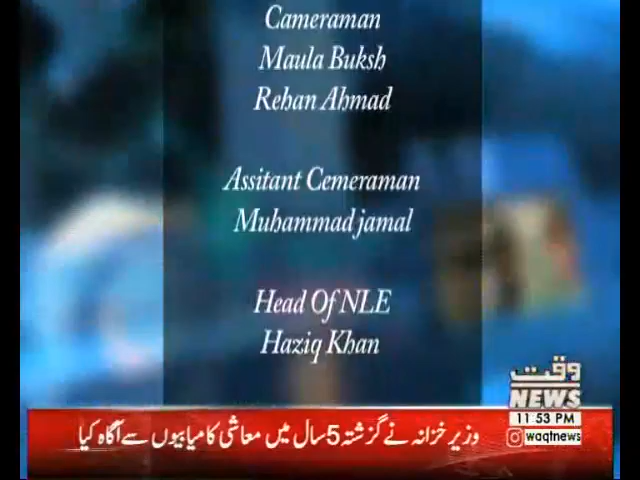 Cameraman
Maula Buksh
Rehan Ahmad
Assitant Cemeraman
Muhammad jamal
Head Of NLE
Haziq Khan
وقت
NEWS
11:53 PM
waqtnews
وزیر خزانہ نے گزشتہ 5 سال میں معاشی کامیابیوں سے آگاہ کیا